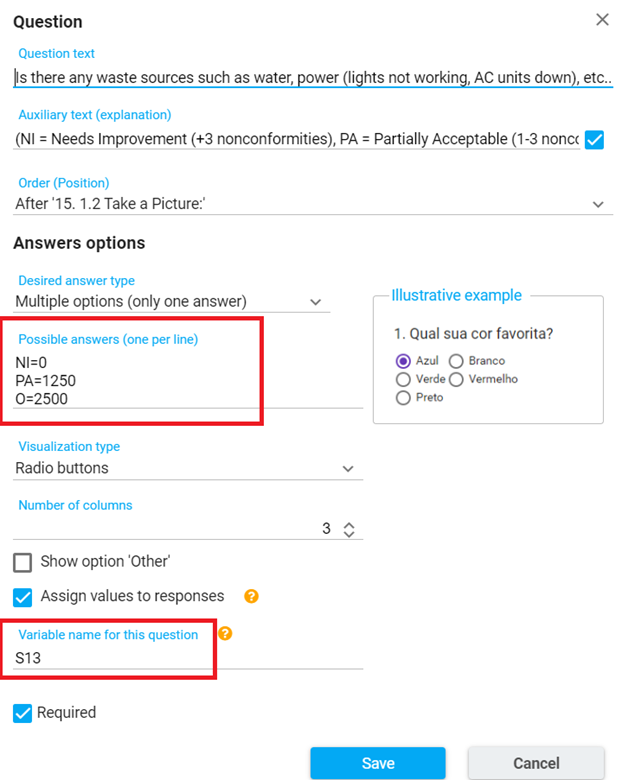 Question
Question text
Is there any waste sources such as water, power (lights not working, AC units down), etc..
Auxiliary text (explanation)
(NI = Needs Improvement (+3 nonconformities), PA = Partially Acceptable (1-3 nonc
Order (Position)
After '15. 1.2 Take a Picture:'
Answers options
Desired answer type
Multiple options (only one answer)
Illustrative example
1. Qual sua cor favorita?
Azul Branco
Verde Vermelho
Preto
Possible answers (one per line)
NI=0
PA=1250
O=2500
Visualization type
Radio buttons
Number of columns
3
Show option 'Other'
Assign values to responses ?
Variable name for this question ?
S13
Required
Save Cancel